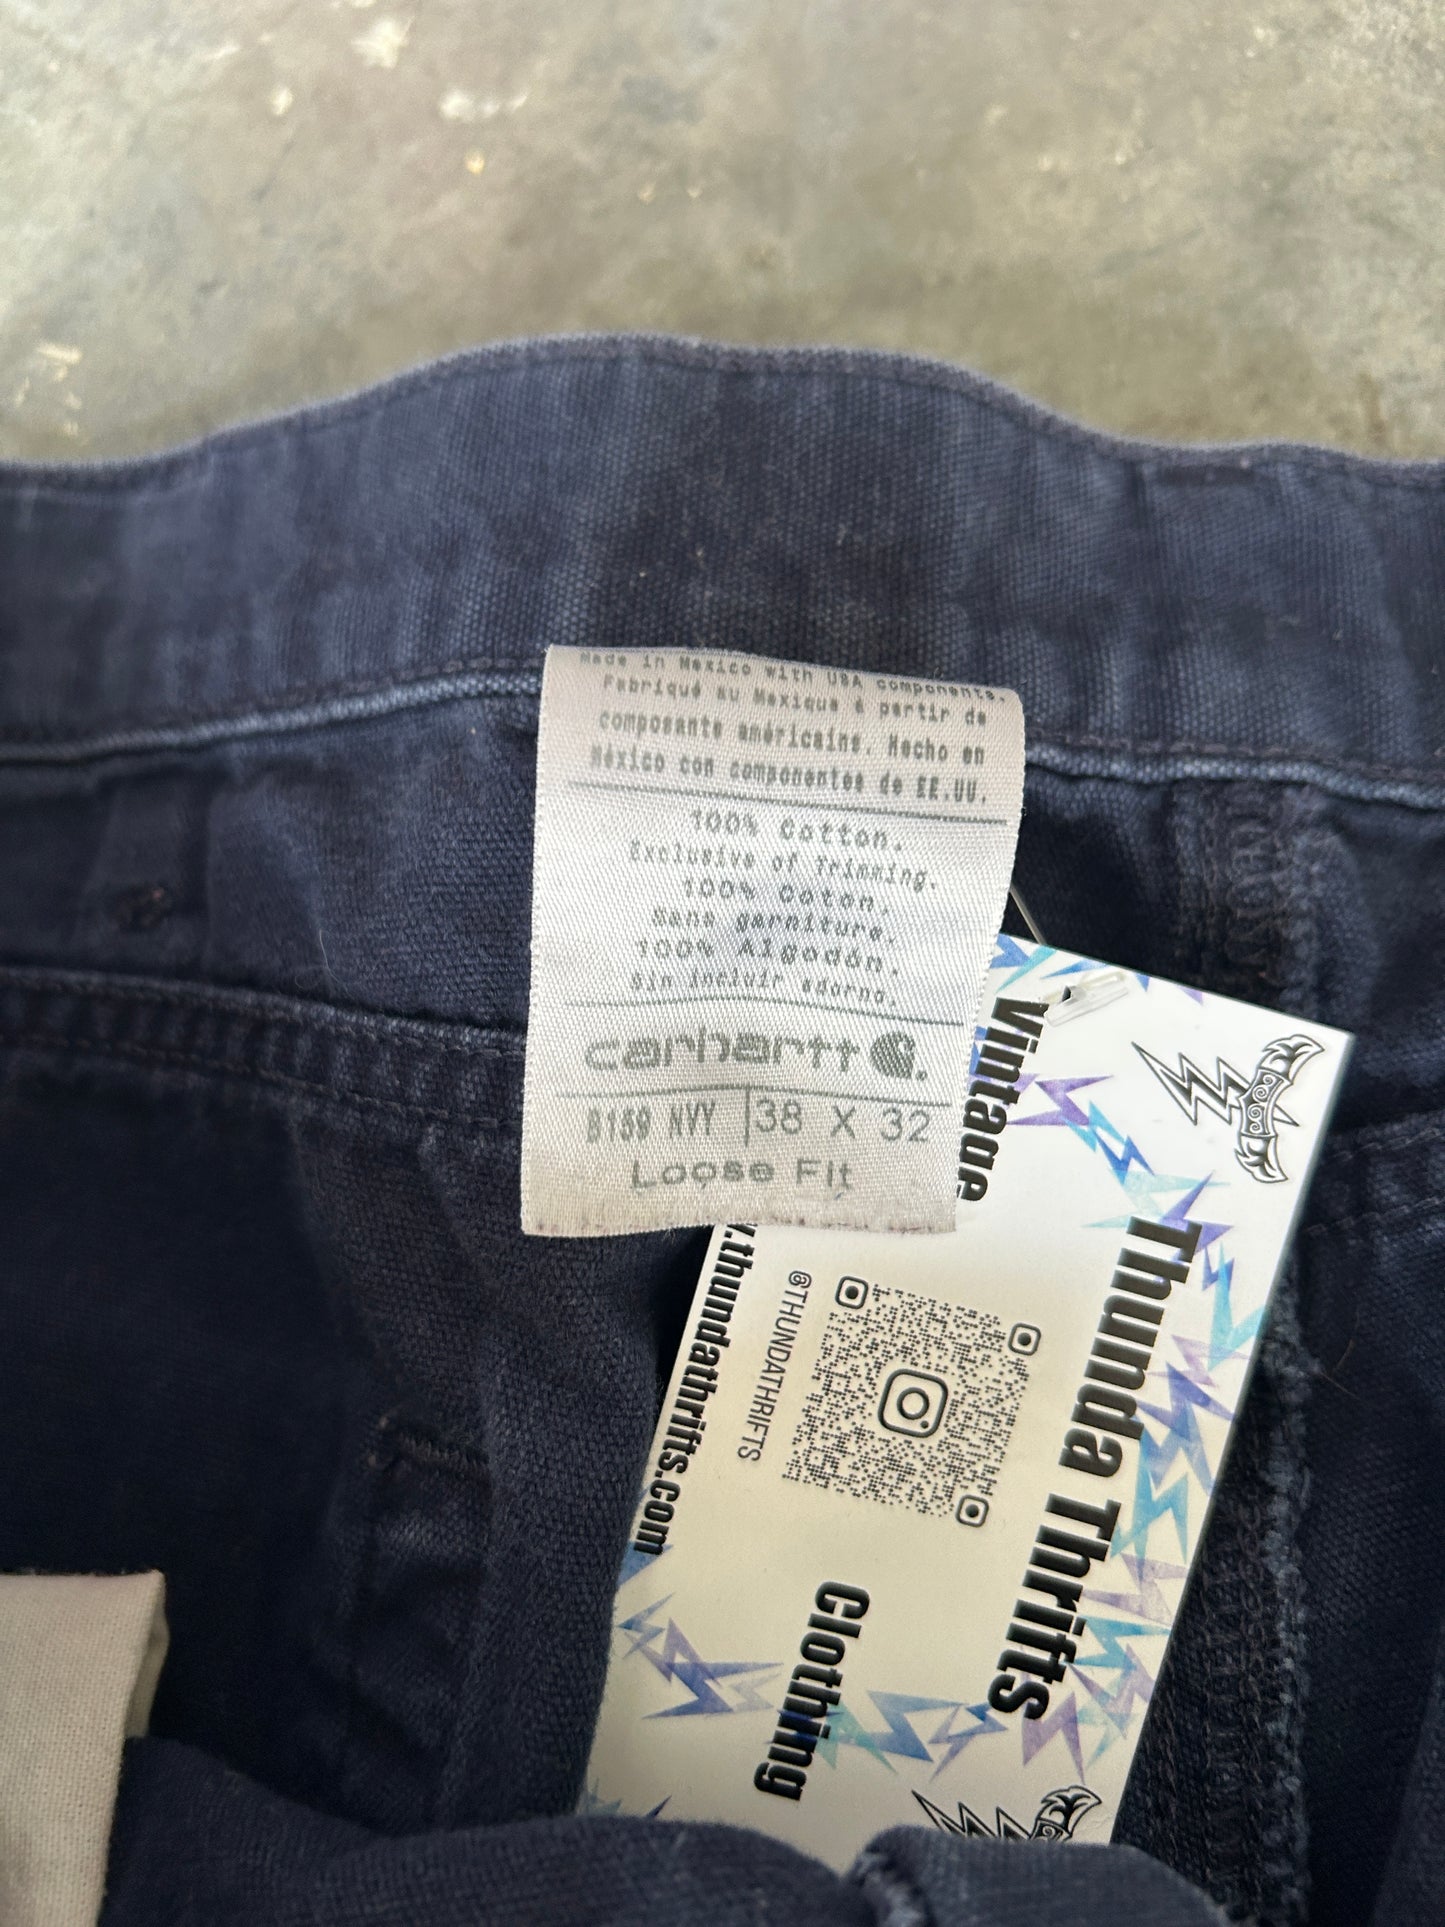 Made in Mexico with USA components.
Fabriqué au Mexique à partir de
composante américains. Hecho en
México con componentes de EE.UU.
100% Cotton.
Exclusive of Trimming.
100% Coton.
Sans garniture.
100% Algodón.
Sin incluir adorno.
carhartt
B159 NVY 38 X 32
Loose Fit
Vintage
Thunda Thrifts
Clothing
@THUNDATHRIFTS
.thundathrifts.com